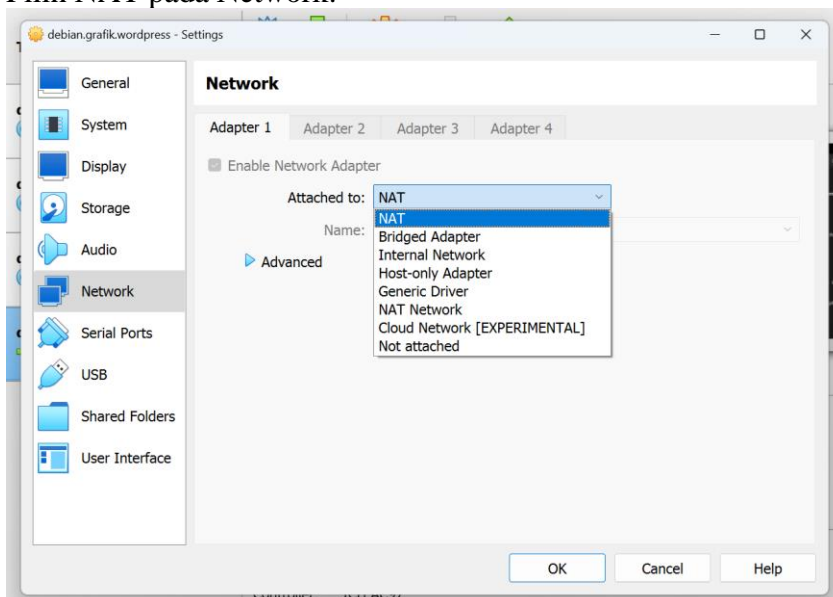 debian.grafik.wordpress - Settings
General
System
Display
Storage
Audio
Network
Serial Ports
USB
Shared Folders
User Interface
Network
Adapter 1 Adapter 2 Adapter 3 Adapter 4
Enable Network Adapter
Attached to: NAT
NAT
Name:
Bridged Adapter
Internal Network
Advanced
Host-only Adapter
Generic Driver
NAT Network
Cloud Network [EXPERIMENTAL]
Not attached
OK Cancel Help